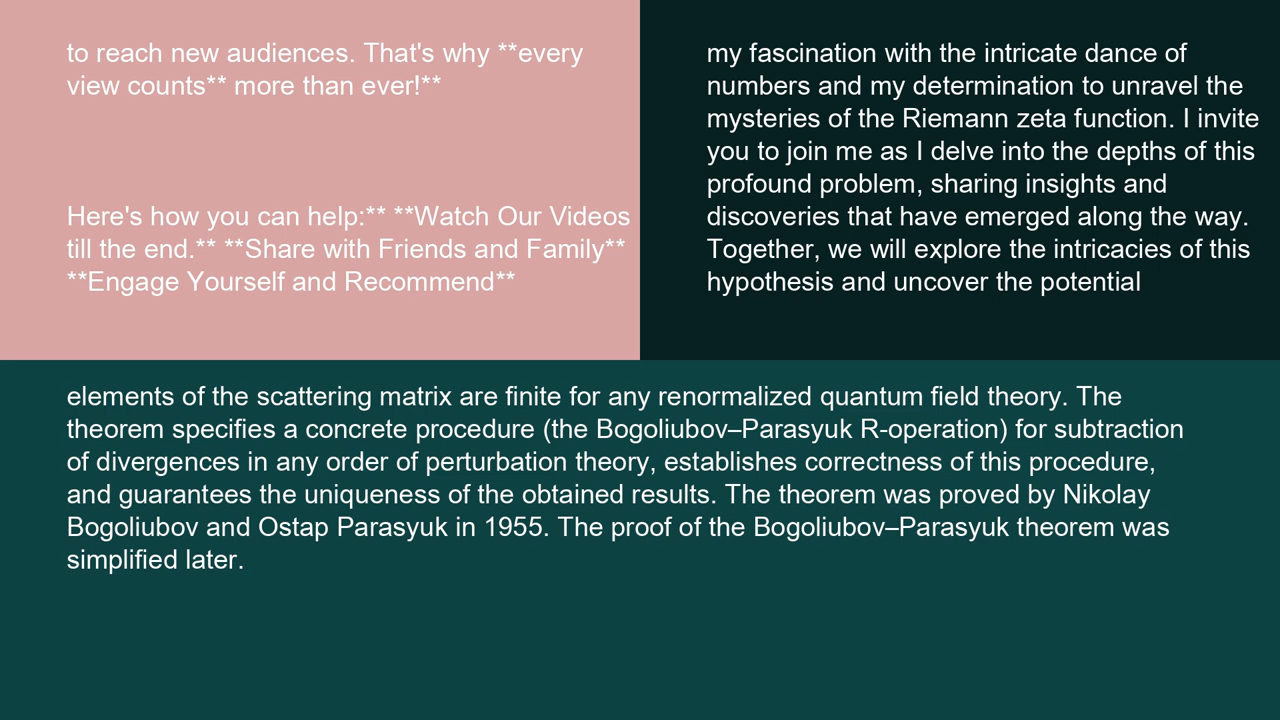 to reach new audiences. That's why **every
view counts** more than ever!**
Here's how you can help:** **Watch Our Videos
till the end.** **Share with Friends and Family**
**Engage Yourself and Recommend**
my fascination with the intricate dance of
numbers and my determination to unravel the
mysteries of the Riemann zeta function. I invite
you to join me as I delve into the depths of this
profound problem, sharing insights and
discoveries that have emerged along the way.
Together, we will explore the intricacies of this
hypothesis and uncover the potential
elements of the scattering matrix are finite for any renormalized quantum field theory. The
theorem specifies a concrete procedure (the Bogoliubov–Parasyuk R-operation) for subtraction
of divergences in any order of perturbation theory, establishes correctness of this procedure,
and guarantees the uniqueness of the obtained results. The theorem was proved by Nikolay
Bogoliubov and Ostap Parasyuk in 1955. The proof of the Bogoliubov–Parasyuk theorem was
simplified later.